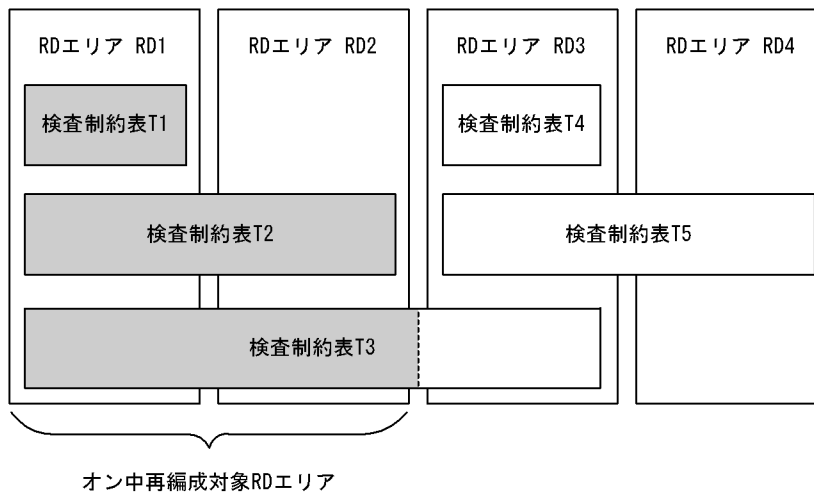 RDエリア RD1
RDエリア RD2
RDエリア RD3
RDエリア RD4
検査制約表T1
検査制約表T4
検査制約表T2
検査制約表T5
検査制約表T3
オン中再編成対象RDエリア